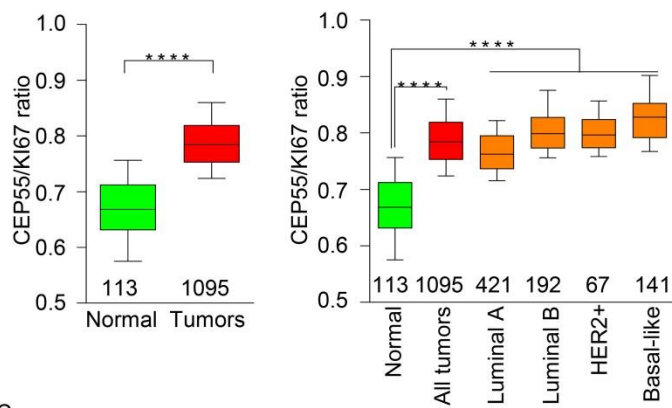 CEP55/KI67 ratio
1.0
0.9
0.8
0.7
0.6
0.5
****
113 1095
Normal Tumors
CEP55/KI67 ratio
1.0
0.9
0.8
0.7
0.6
0.5
****
****
113 1095 421 192 67 141
Normal
All tumors
Luminal A
Luminal B
HER2+
Basal-like